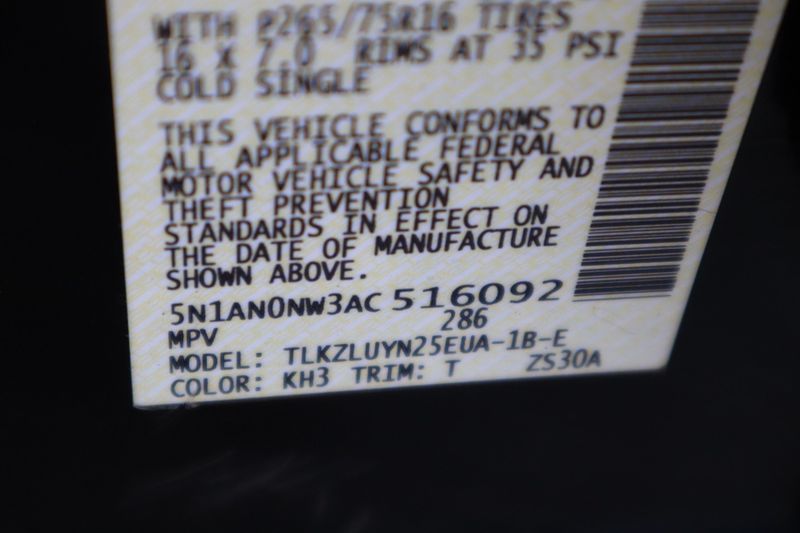 WITH P265/75R16 TIRES
16 X 7.0 RIMS AT 35 PSI
COLD SINGLE
THIS VEHICLE CONFORMS TO
ALL APPLICABLE FEDERAL
MOTOR VEHICLE SAFETY AND
THEFT PREVENTION
STANDARDS IN EFFECT ON
THE DATE OF MANUFACTURE
SHOWN ABOVE.
5N1AN0NW3AC 516092
MPV 286
MODEL: TLKZLUYN25EUA-1B-E
COLOR: KH3 TRIM: T ZS30A